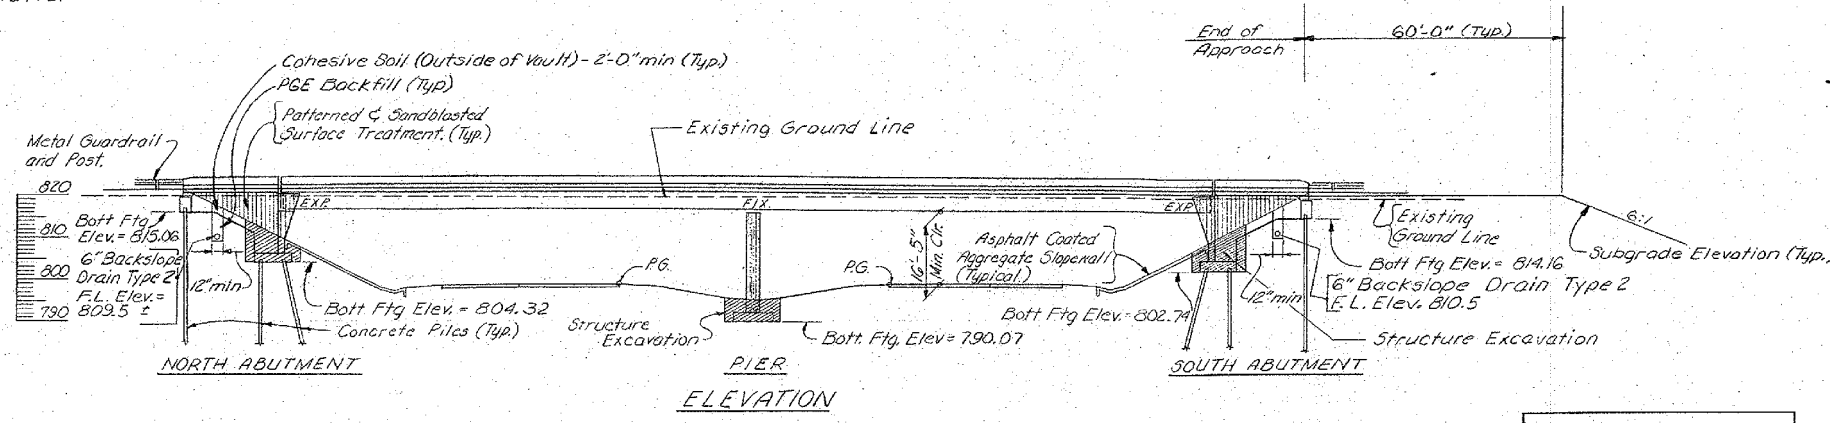 End of
Approach
60'-0" (Typ.)
Cohesive Soil (Outside of Vault) - 2'-0" min (Typ.)
PGE Backfill (Typ)
Patterned & Sandblasted
Surface Treatment. (Typ.)
Existing Ground Line
Metal Guardrail
and Post.
820
810
800
790
EXP.
FIX.
EXP.
Bott Ftg
Elev. = 815.06
6" Backslope
Drain Type 2
F.L. Elev. =
809.5 ±
12" min
P.G.
16'-5"
Min. Clr.
P.G.
Asphalt Coated
Aggregate Slopewall
(Typical.)
Existing
Ground Line
6:1
Subgrade Elevation (Typ.,
Bott Ftg Elev. = 814.16
6" Backslope Drain Type 2
F.L. Elev. 810.5
12" min
Bott Ftg Elev. = 804.32
Concrete Piles (Typ.)
Structure
Excavation
Bott. Ftg. Elev = 790.07
Bott Ftg Elev. = 802.74
Structure Excavation
NORTH ABUTMENT
PIER
SOUTH ABUTMENT
ELEVATION